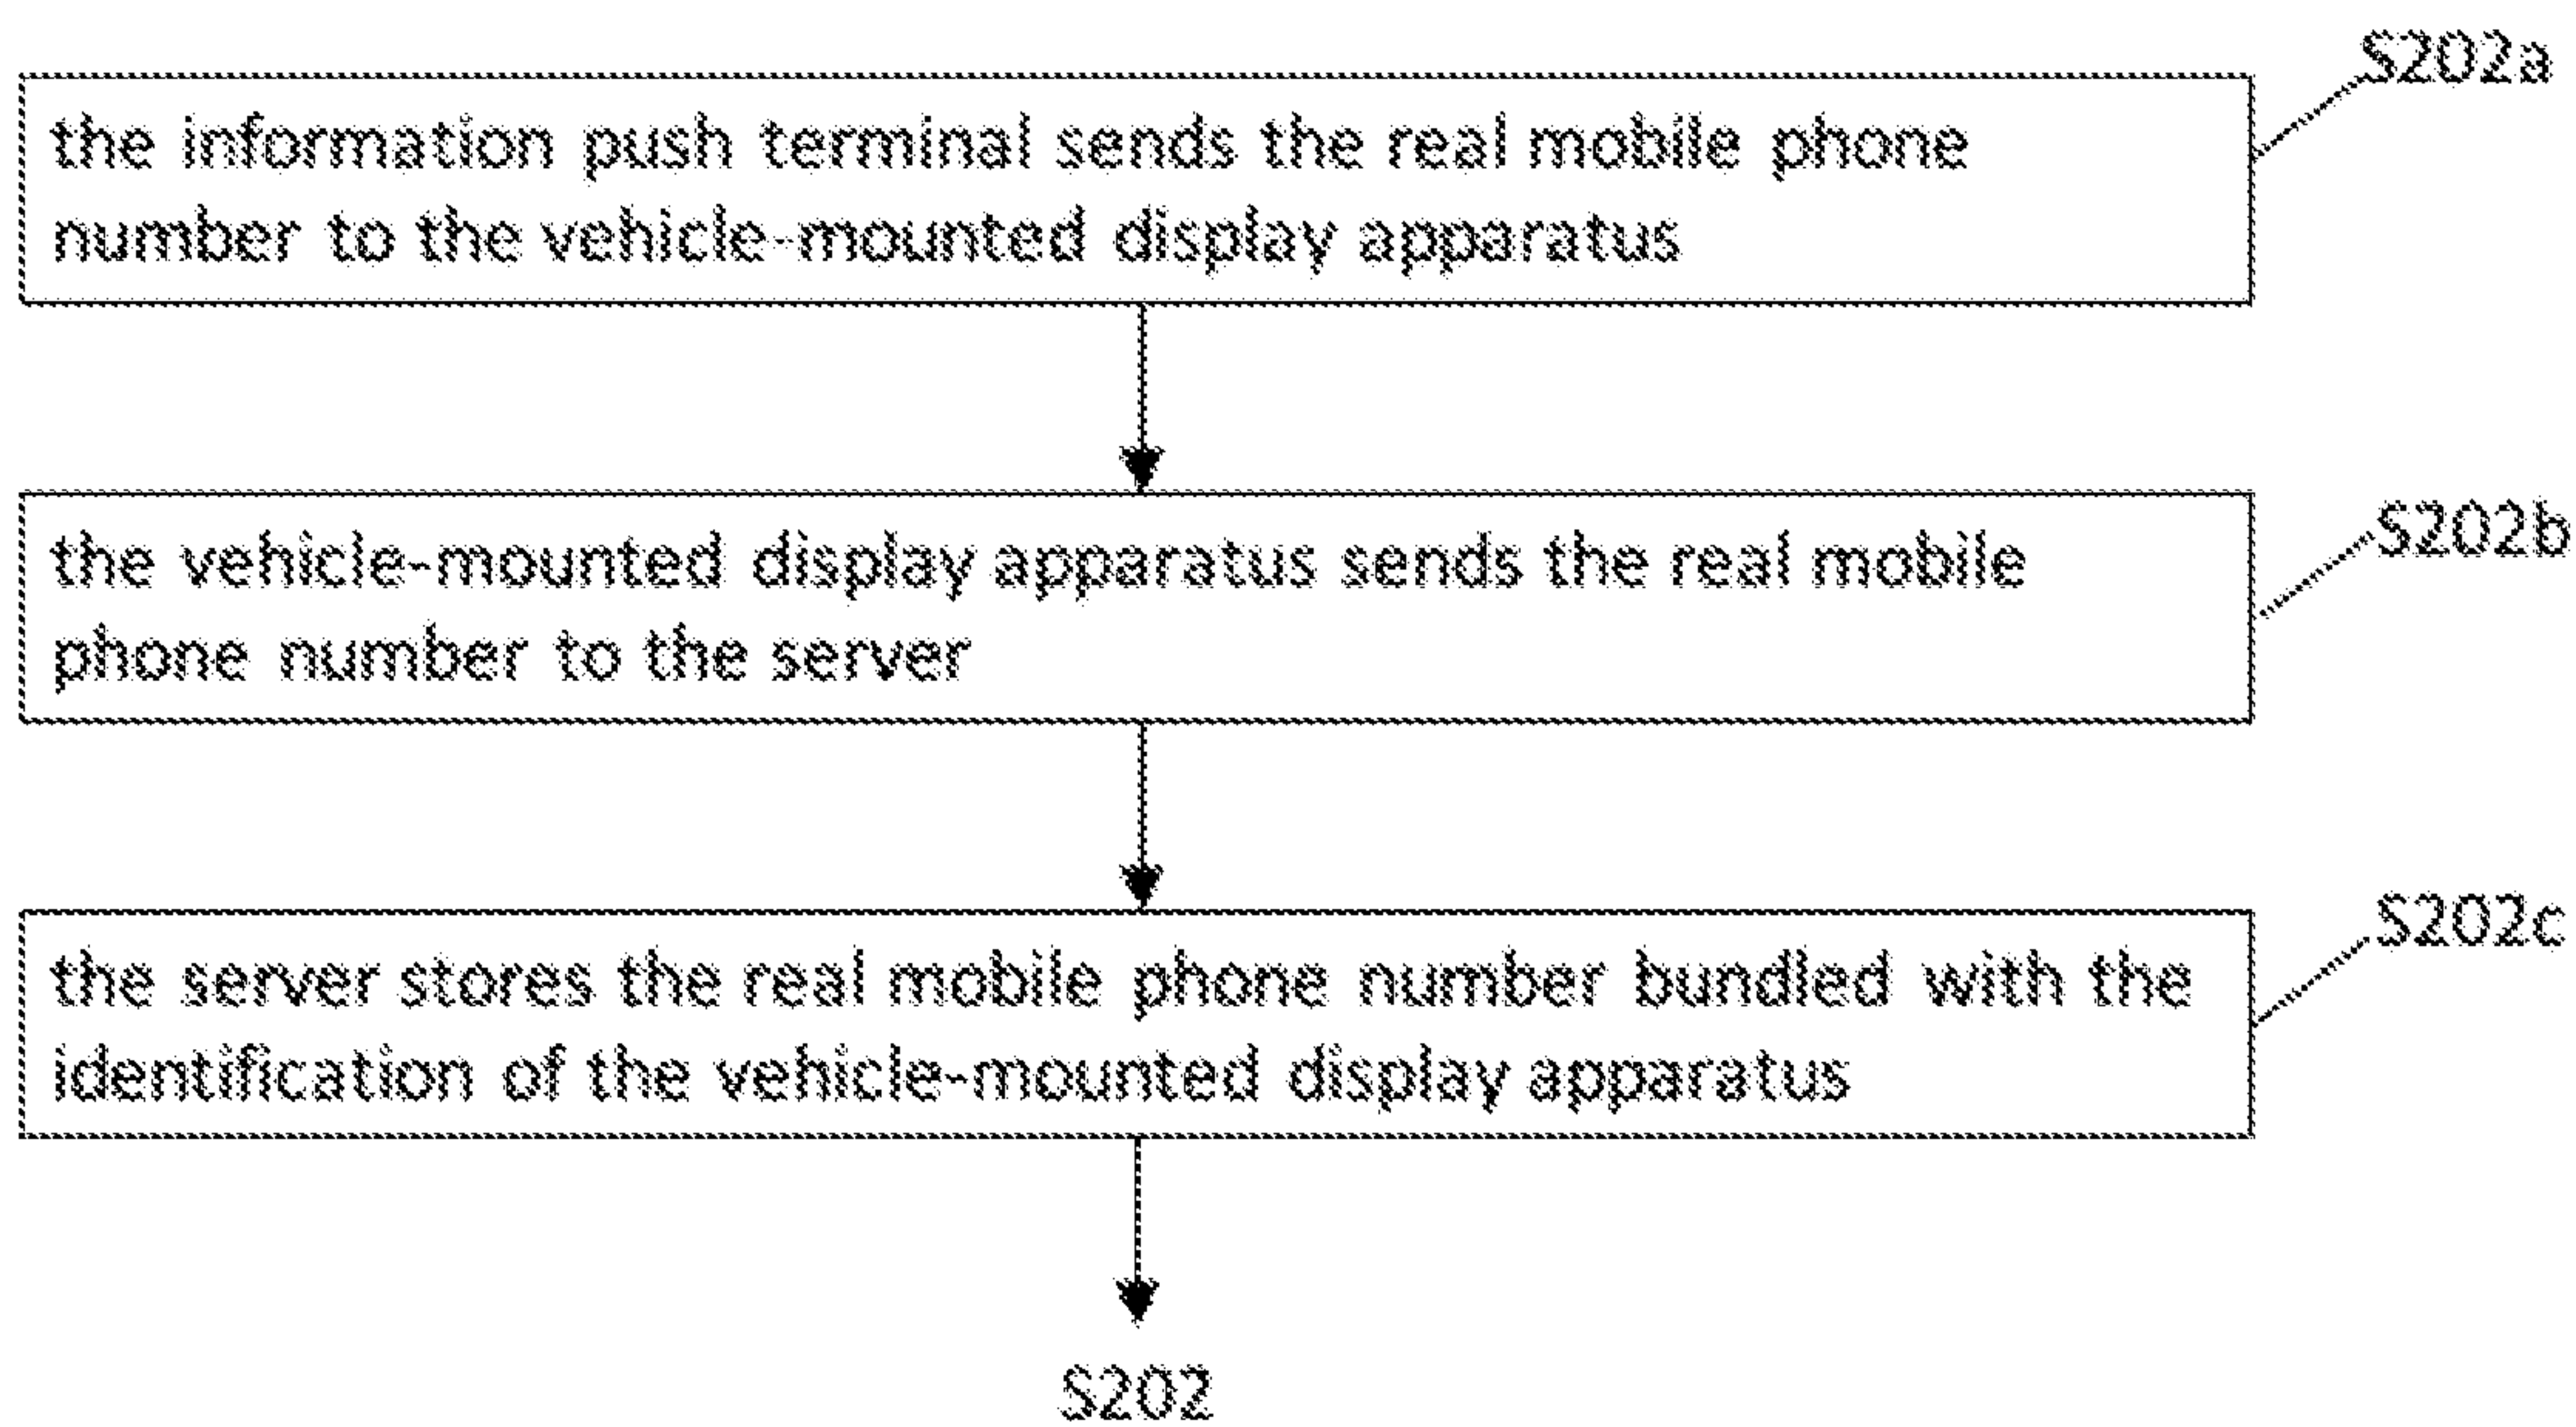 S202a
the information push terminal sends the real mobile phone
number to the vehicle-mounted display apparatus
S202b
the vehicle-mounted display apparatus sends the real mobile
phone number to the server
S202c
the server stores the real mobile phone number bundled with the
identification of the vehicle-mounted display apparatus
S202